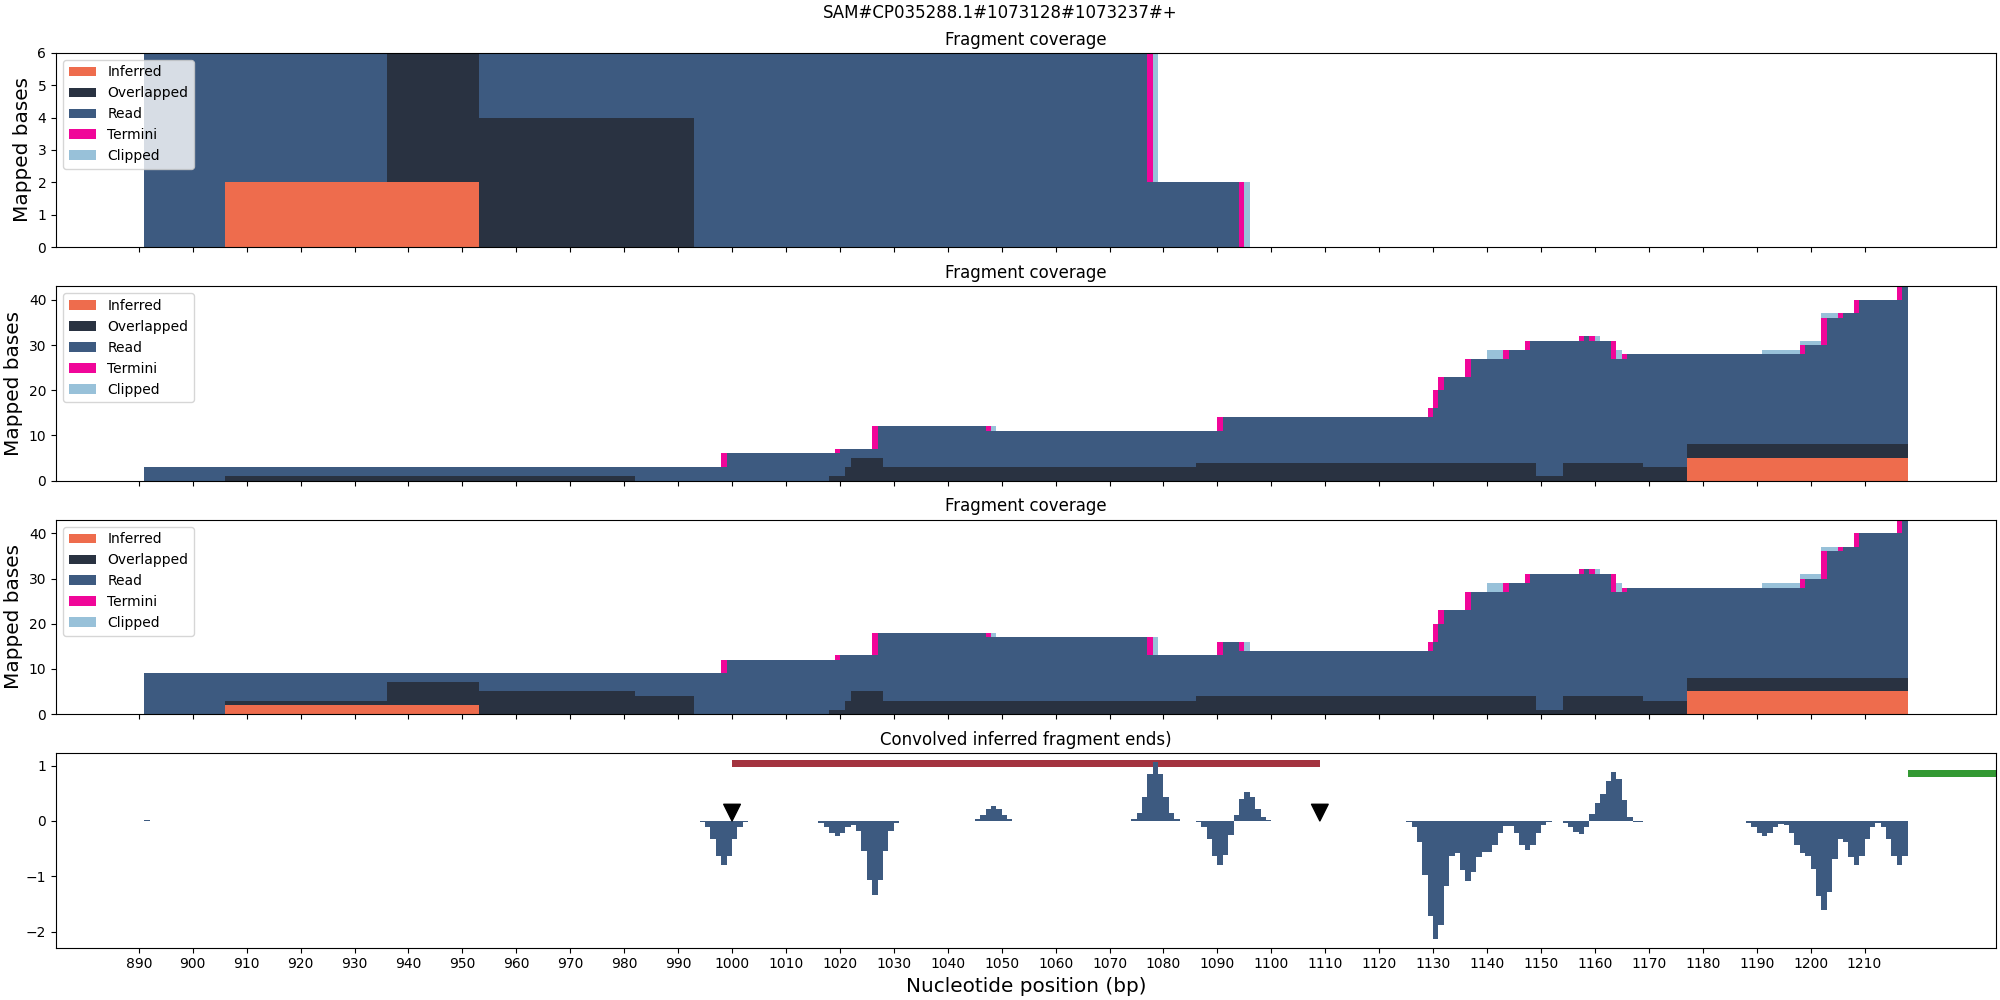 SAM#CP035288.1#1073128#1073237#+
Fragment coverage
Mapped bases
6
5
4
3
2
1
0
Inferred
Overlapped
Read
Termini
Clipped
Fragment coverage
Mapped bases
40
30
20
10
0
Inferred
Overlapped
Read
Termini
Clipped
Fragment coverage
Mapped bases
40
30
20
10
0
Inferred
Overlapped
Read
Termini
Clipped
Convolved inferred fragment ends)
1
0
−1
−2
890 900 910 920 930 940 950 960 970 980 990 1000 1010 1020 1030 1040 1050 1060 1070 1080 1090 1100 1110 1120 1130 1140 1150 1160 1170 1180 1190 1200 1210
Nucleotide position (bp)